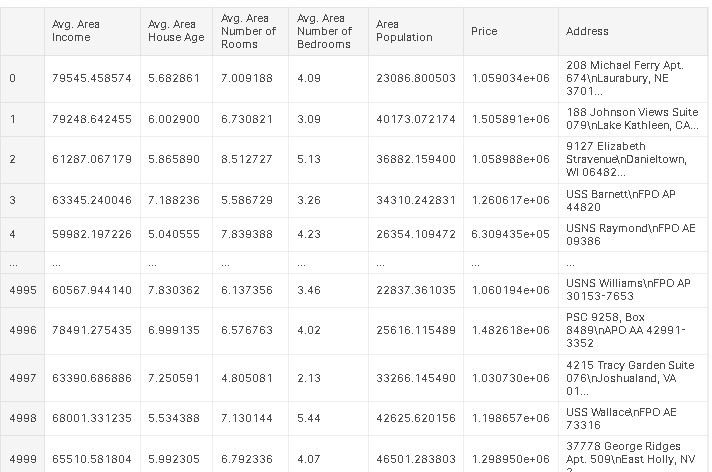 Avg. Area Income	Avg. Area House Age	Avg. Area Number of Rooms	Avg. Area Number of Bedrooms	Area Population	Price	Address
0	79545.458574	5.682861	7.009188	4.09	23086.800503	1.059034e+06	208 Michael Ferry Apt. 674\nLaurabury, NE 3701...
1	79248.642455	6.002900	6.730821	3.09	40173.072174	1.505891e+06	188 Johnson Views Suite 079\nLake Kathleen, CA...
2	61287.067179	5.865890	8.512727	5.13	36882.159400	1.058988e+06	9127 Elizabeth Stravenue\nDanieltown, WI 06482...
3	63345.240046	7.188236	5.586729	3.26	34310.242831	1.260617e+06	USS Barnett\nFPO AP 44820
4	59982.197226	5.040555	7.839388	4.23	26354.109472	6.309435e+05	USNS Raymond\nFPO AE 09386
...	...	...	...	...	...	...	...
4995	60567.944140	7.830362	6.137356	3.46	22837.361035	1.060194e+06	USNS Williams\nFPO AP 30153-7653
4996	78491.275435	6.999135	6.576763	4.02	25616.115489	1.482618e+06	PSC 9258, Box 8489\nAPO AA 42991-3352
4997	63390.686886	7.250591	4.805081	2.13	33266.145490	1.030730e+06	4215 Tracy Garden Suite 076\nJoshualand, VA 01...
4998	68001.331235	5.534388	7.130144	5.44	42625.620156	1.198657e+06	USS Wallace\nFPO AE 73316
4999	65510.581804	5.992305	6.792336	4.07	46501.283803	1.298950e+06	37778 George Ridges Apt. 509\nEast Holly, NV